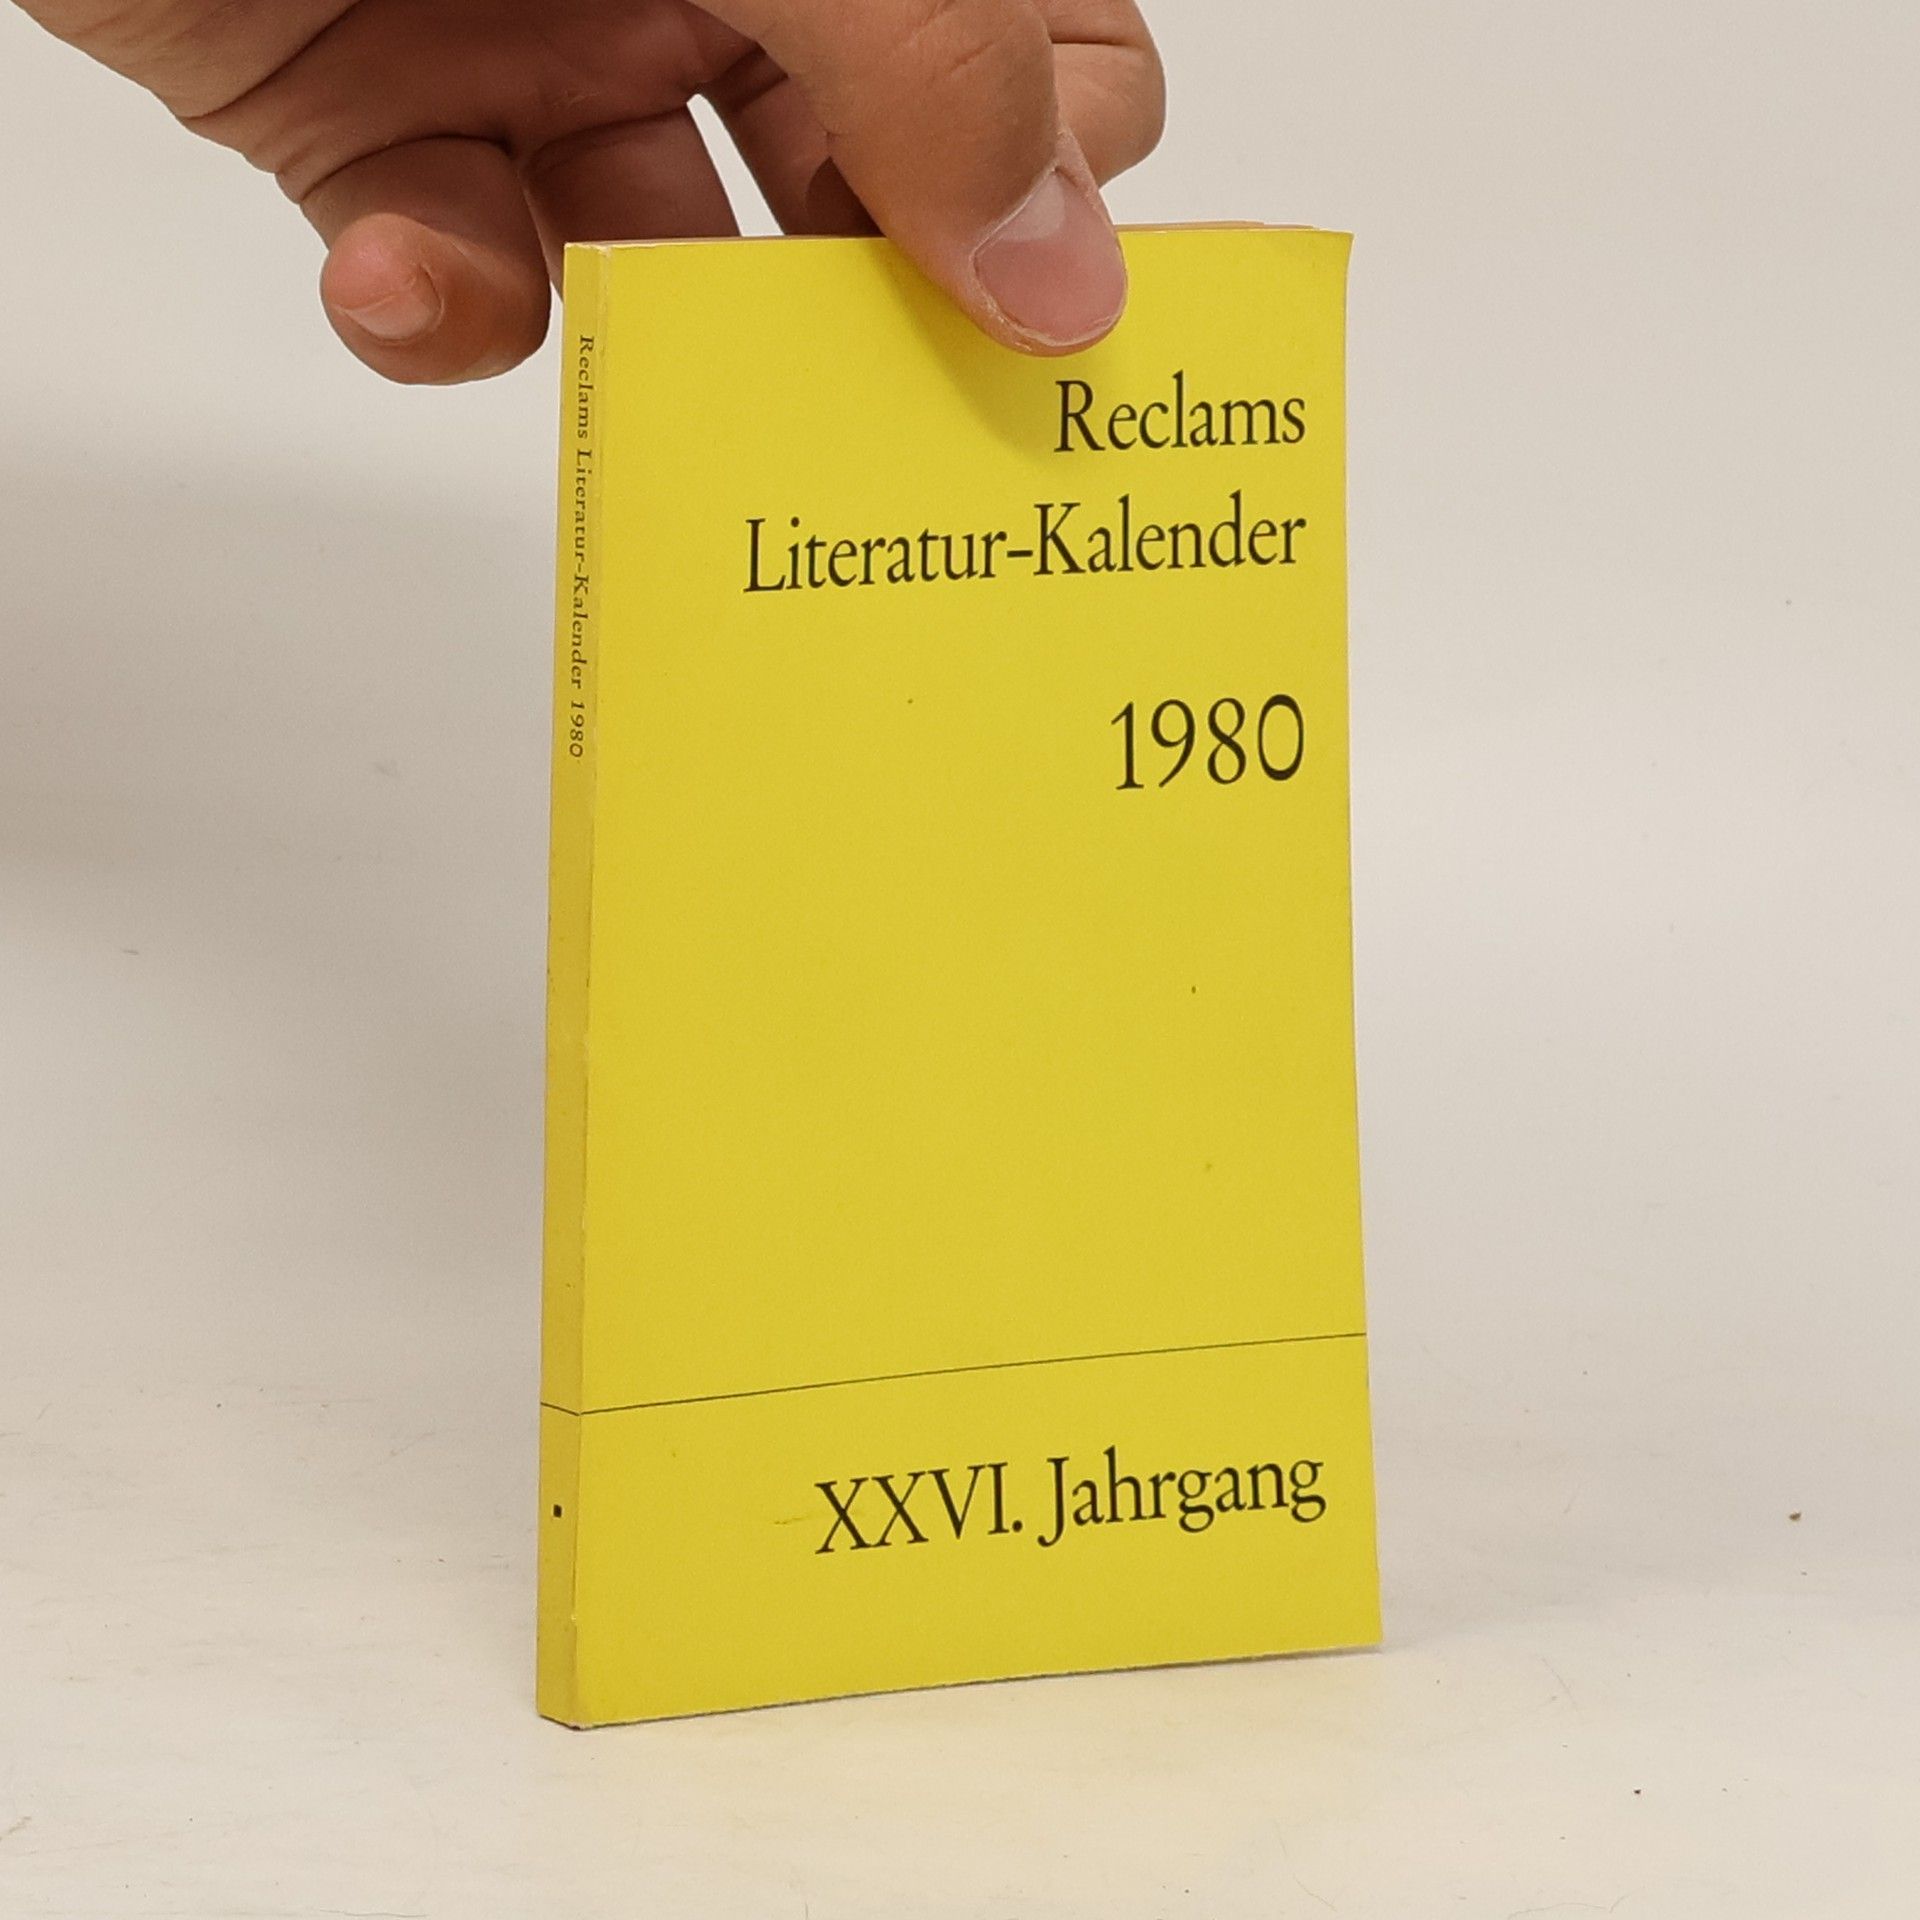 Reclams
Literatur-Kalender
1980
XXVI. Jahrgang
Reclams Literatur-Kalender 1980